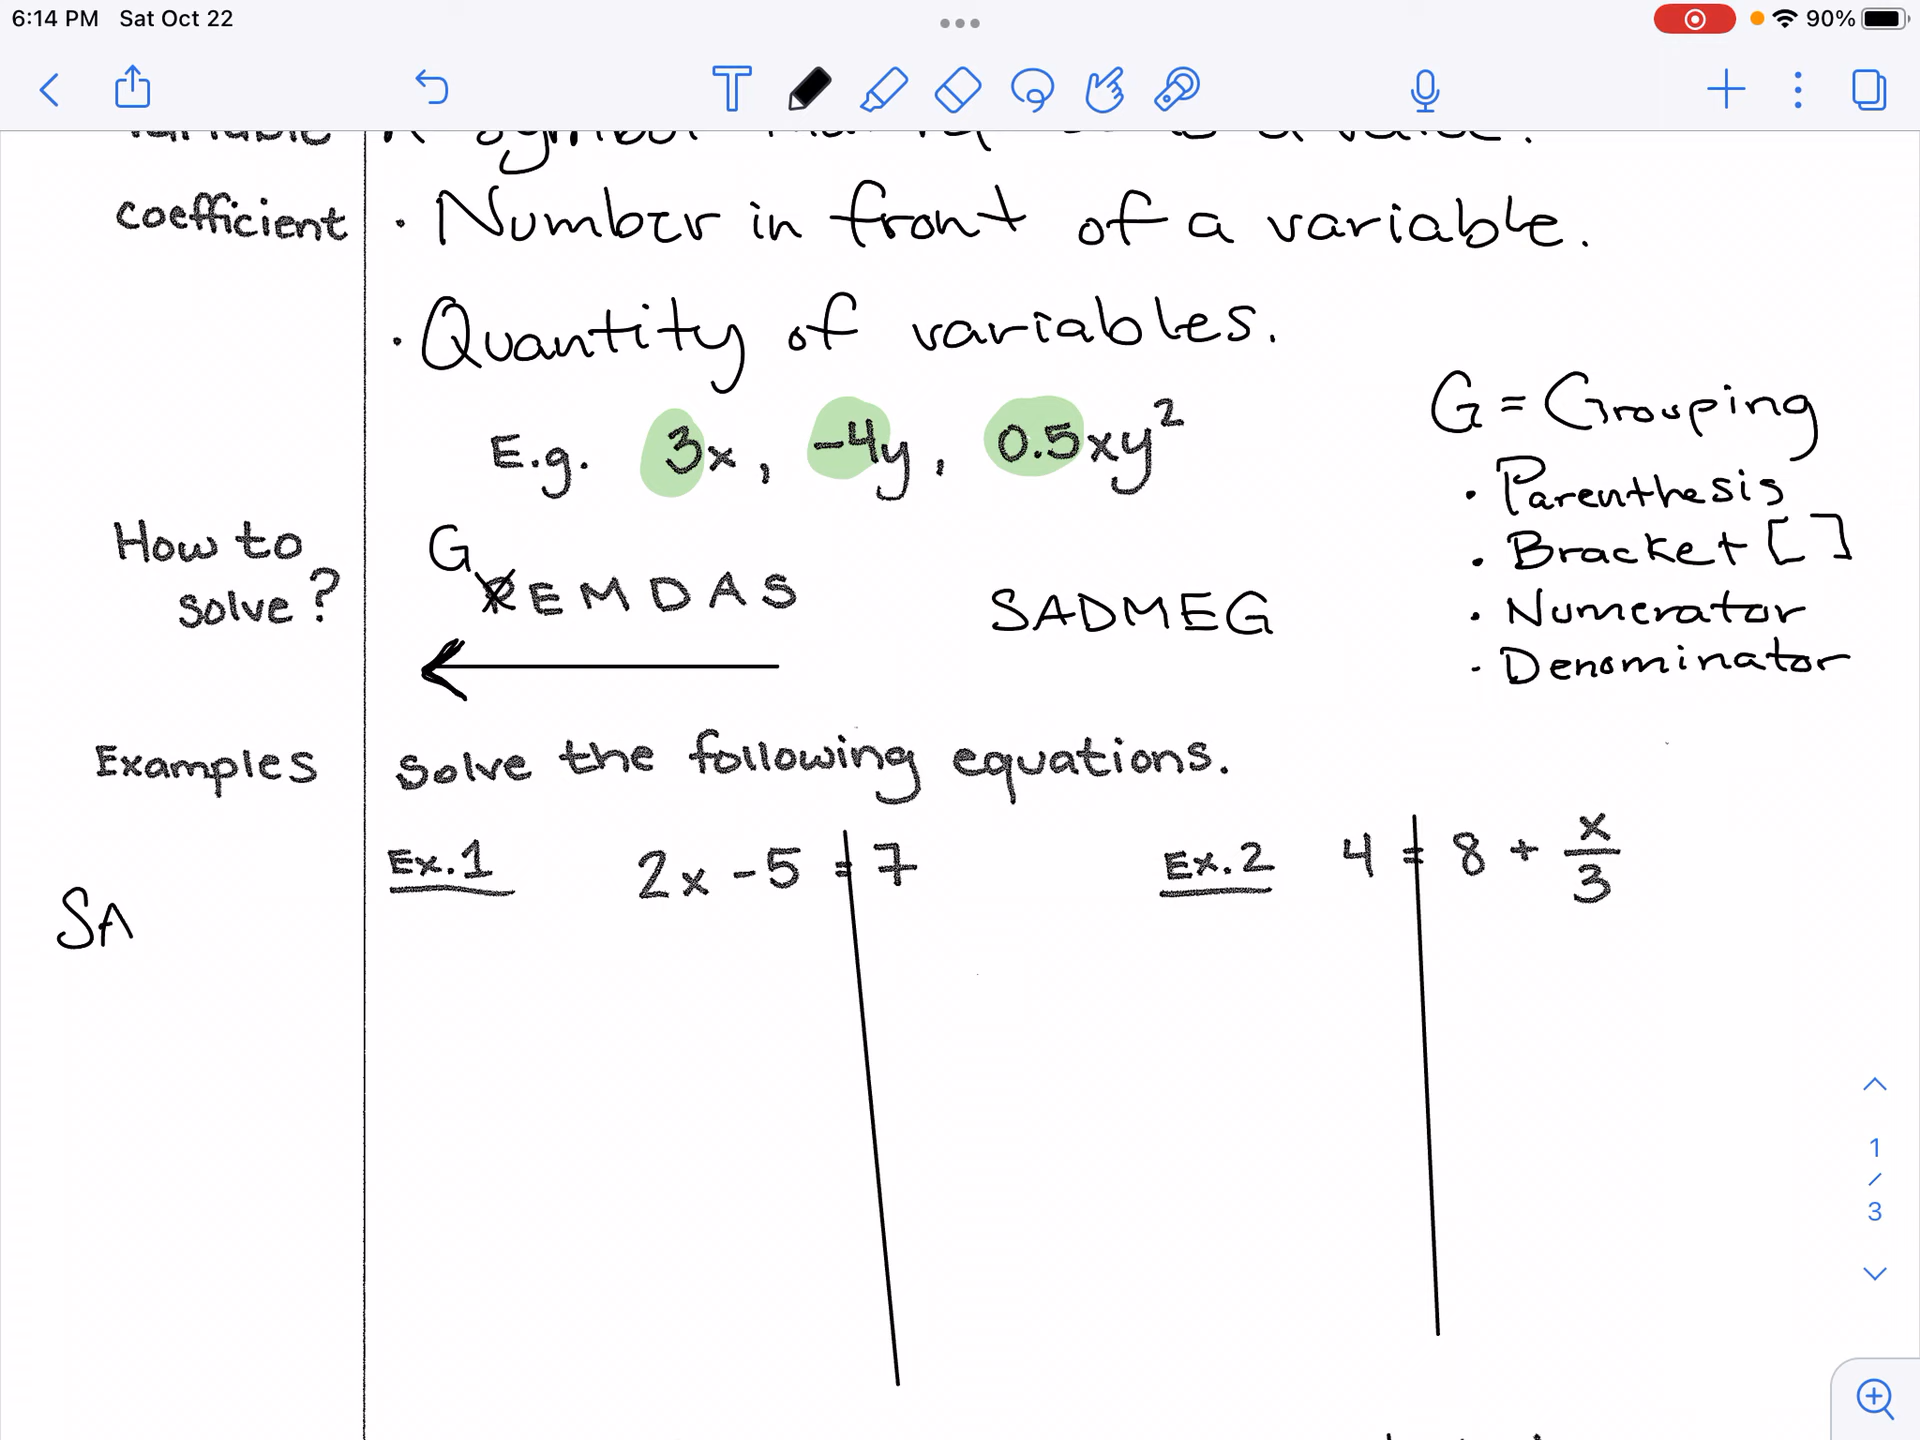 6:14 PM Sat Oct 22
90%
variable
coefficient
· Number in front of a variable.
· Quantity of variables.
E.g. 3x, -4y, 0.5xy²
G = Grouping
· Parenthesis
· Bracket [ ]
· Numerator
· Denominator
How to solve?
G
PEMDAS
SADMEG
Examples
Solve the following equations.
Ex.1 2x - 5 = 7
Ex.2 4 = 8 + x/3
SA
1
/
3